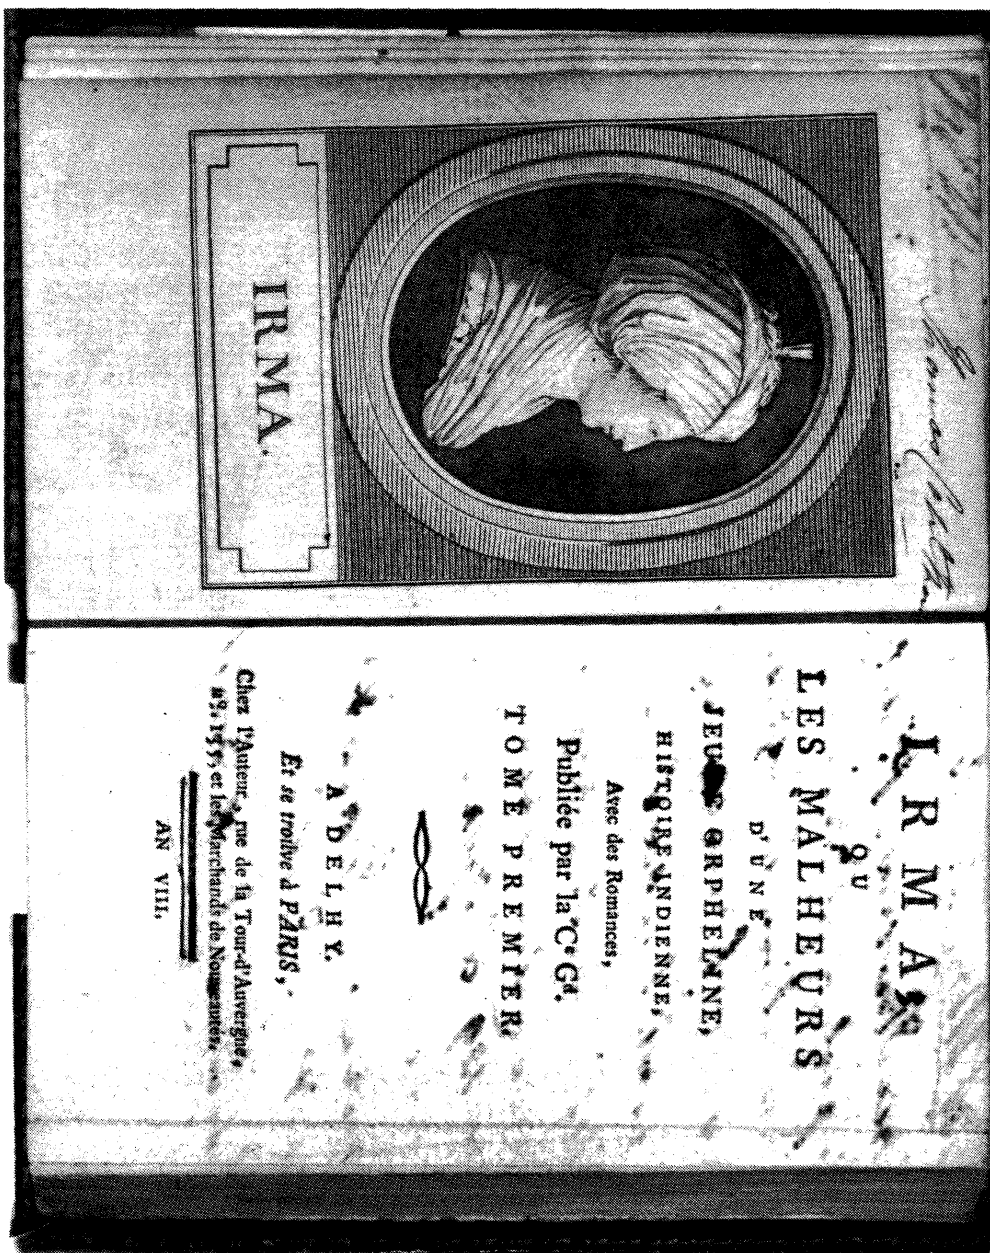 IRMA.
IRMA,
OU
LES MALHEURS
D'UNE
JEUNE ORPHELINE,
HISTOIRE INDIENNE,
Avec des Romances,
Publiée par la Ce Gd.
TOME PREMIER.
A DELHY.
Et se trouve à PARIS,
Chez l'Auteur, rue de la Tour-d'Auvergne,
nº. 155, et les Marchands de Nouveautés.
AN VIII.